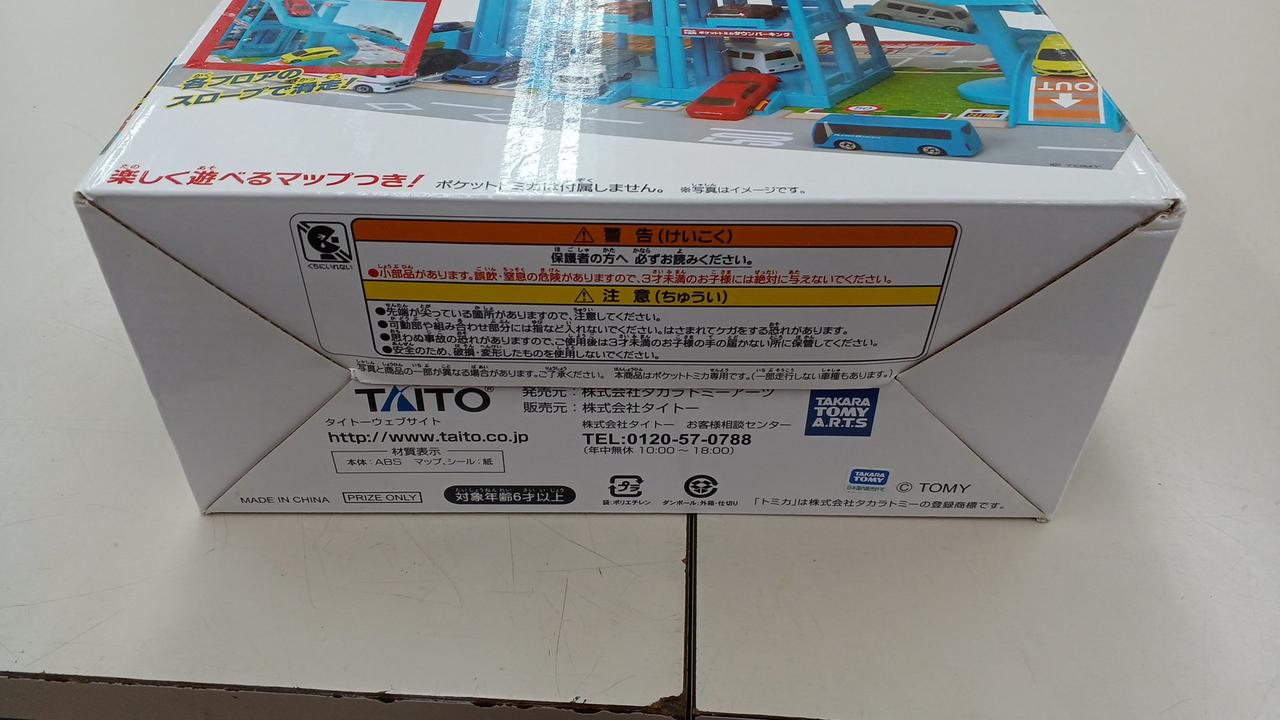 ポケットトミカ タウンパーキング
各フロアの
スロープで滑走!
P
50
OUT
© TOMY
楽しく遊べるマップつき! ポケットトミカは付属しません。 ※写真はイメージです。
くちにいれない
⚠ 警告(けいこく)
保護者の方へ 必ずお読みください。
●小部品があります。誤飲・窒息の危険がありますので、3才未満のお子様には絶対に与えないでください。
⚠ 注意(ちゅうい)
●先端が尖っている箇所がありますので、注意してください。
●可動部や組み合わせ部分には指など入れないでください。はさまれてケガをする恐れがあります。
●思わぬ事故の恐れがありますので、ご使用後は3才未満のお子様の手の届かない所に保管してください。
●安全のため、破損・変形したものを使用しないでください。
写真と商品の一部が異なる場合があります。ご了承ください。 本商品はポケットトミカ専用です。(一部走行しない車種もあります。)
TAITO®
発売元:株式会社タカラトミーアーツ
販売元:株式会社タイトー
TAKARA
TOMY
A.R.T.S
タイトーウェブサイト
http://www.taito.co.jp
株式会社タイトー お客様相談センター
TEL:0120-57-0788
(年中無休 10:00~18:00)
材質表示
本体:ABS マップ、シール:紙
MADE IN CHINA
PRIZE ONLY
対象年齢6才以上
プラ
袋:ポリエチレン
ダンボール:外箱・仕切り
TAKARA
TOMY
日本国内販売許可
© TOMY
「トミカ」は株式会社タカラトミーの登録商標です。